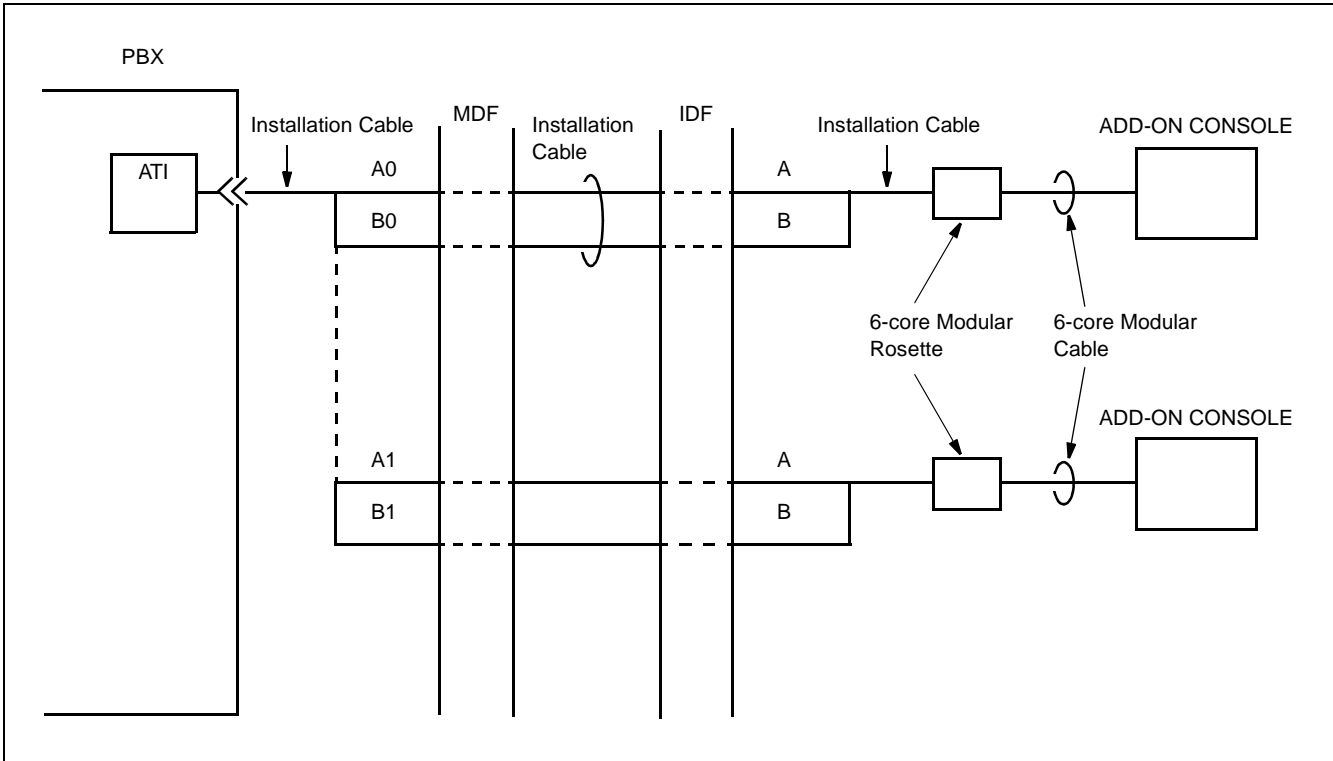 PBX
Installation Cable
MDF
Installation
Cable
IDF
Installation Cable
ADD-ON CONSOLE
ATI
A0
B0
A
B
6-core Modular
Rosette
6-core Modular
Cable
ADD-ON CONSOLE
A1
B1
A
B